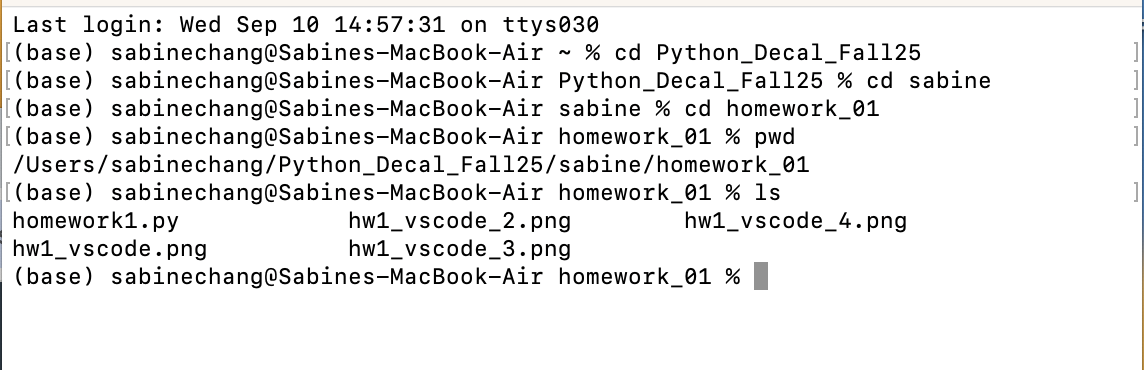 Last login: Wed Sep 10 14:57:31 on ttys030
[(base) sabinechang@Sabines-MacBook-Air ~ % cd Python_Decal_Fall25 ]
[(base) sabinechang@Sabines-MacBook-Air Python_Decal_Fall25 % cd sabine ]
[(base) sabinechang@Sabines-MacBook-Air sabine % cd homework_01 ]
[(base) sabinechang@Sabines-MacBook-Air homework_01 % pwd ]
/Users/sabinechang/Python_Decal_Fall25/sabine/homework_01
[(base) sabinechang@Sabines-MacBook-Air homework_01 % ls ]
homework1.py hw1_vscode_2.png hw1_vscode_4.png
hw1_vscode.png hw1_vscode_3.png
(base) sabinechang@Sabines-MacBook-Air homework_01 %